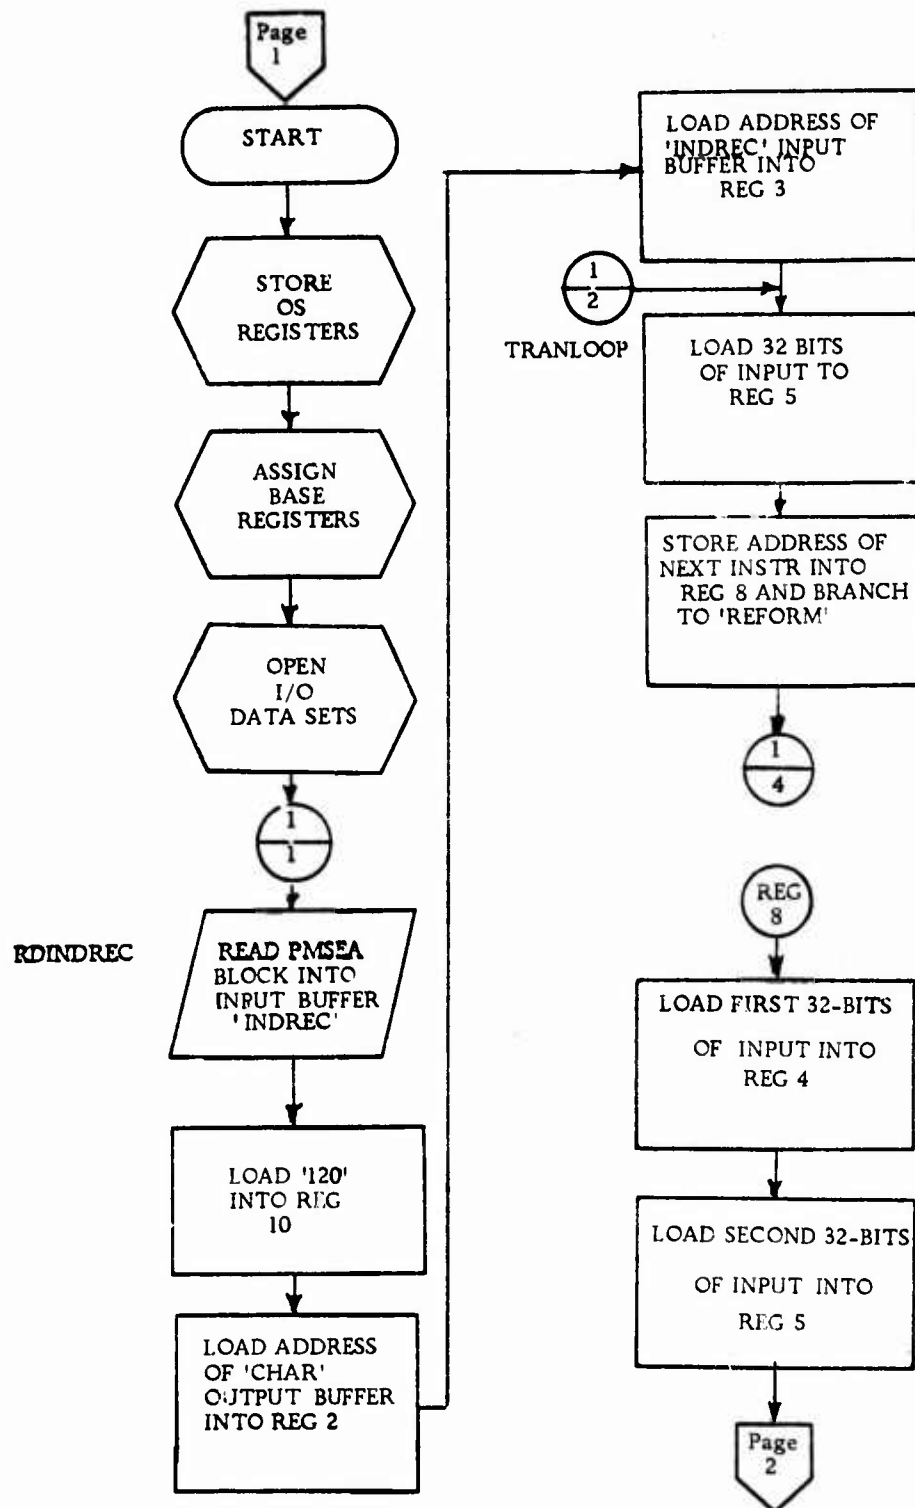 Page
1
START
STORE
OS
REGISTERS
ASSIGN
BASE
REGISTERS
OPEN
I/O
DATA SETS
1
1
RDINDREC
READ PMSEA
BLOCK INTO
INPUT BUFFER
'INDREC'
LOAD '120'
INTO REG
10
LOAD ADDRESS
OF 'CHAR'
OUTPUT BUFFER
INTO REG 2
LOAD ADDRESS OF
'INDREC' INPUT
BUFFER INTO
REG 3
1
2
TRANLOOP
LOAD 32 BITS
OF INPUT TO
REG 5
STORE ADDRESS OF
NEXT INSTR INTO
REG 8 AND BRANCH
TO 'REFORM'
1
4
REG
8
LOAD FIRST 32-BITS
OF INPUT INTO
REG 4
LOAD SECOND 32-BITS
OF INPUT INTO
REG 5
Page
2